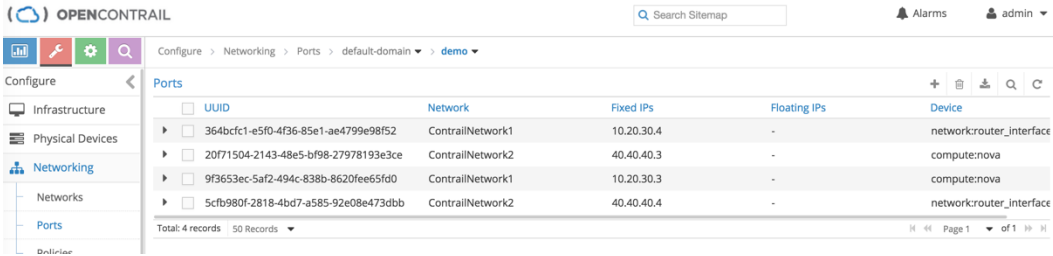 OPENCONTRAIL
Search Sitemap
Alarms
admin
Configure > Networking > Ports > default-domain > demo
Configure
Infrastructure
Physical Devices
Networking
Networks
Ports
Policies
Ports
UUID Network Fixed IPs Floating IPs Device
364bcfc1-e5f0-4f36-85e1-ae4799e98f52 ContrailNetwork1 10.20.30.4 - network:router_interface
20f71504-2143-48e5-bf98-27978193e3ce ContrailNetwork2 40.40.40.3 - compute:nova
9f3653ec-5af2-494c-838b-8620fee65fd0 ContrailNetwork1 10.20.30.3 - compute:nova
5cfb980f-2818-4bd7-a585-92e08e473dbb ContrailNetwork2 40.40.40.4 - network:router_interface
Total: 4 records 50 Records Page 1 of 1